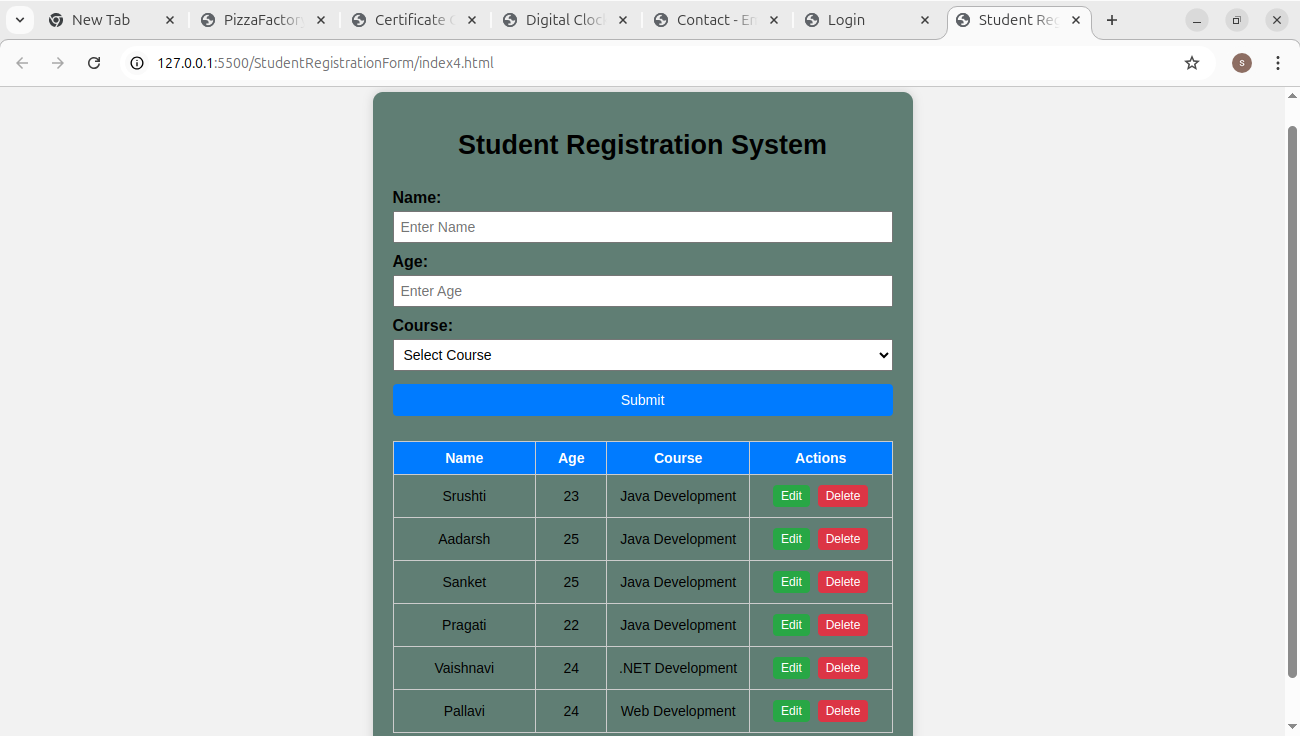 New Tab
PizzaFactor
Certificate
Digital Cloc
Contact - En
Login
Student Reg
127.0.0.1:5500/StudentRegistrationForm/index4.html
s
Student Registration System
Name:
Enter Name
Age:
Enter Age
Course:
Select Course
Submit
Name Age Course Actions
Srushti 23 Java Development Edit Delete
Aadarsh 25 Java Development Edit Delete
Sanket 25 Java Development Edit Delete
Pragati 22 Java Development Edit Delete
Vaishnavi 24 .NET Development Edit Delete
Pallavi 24 Web Development Edit Delete